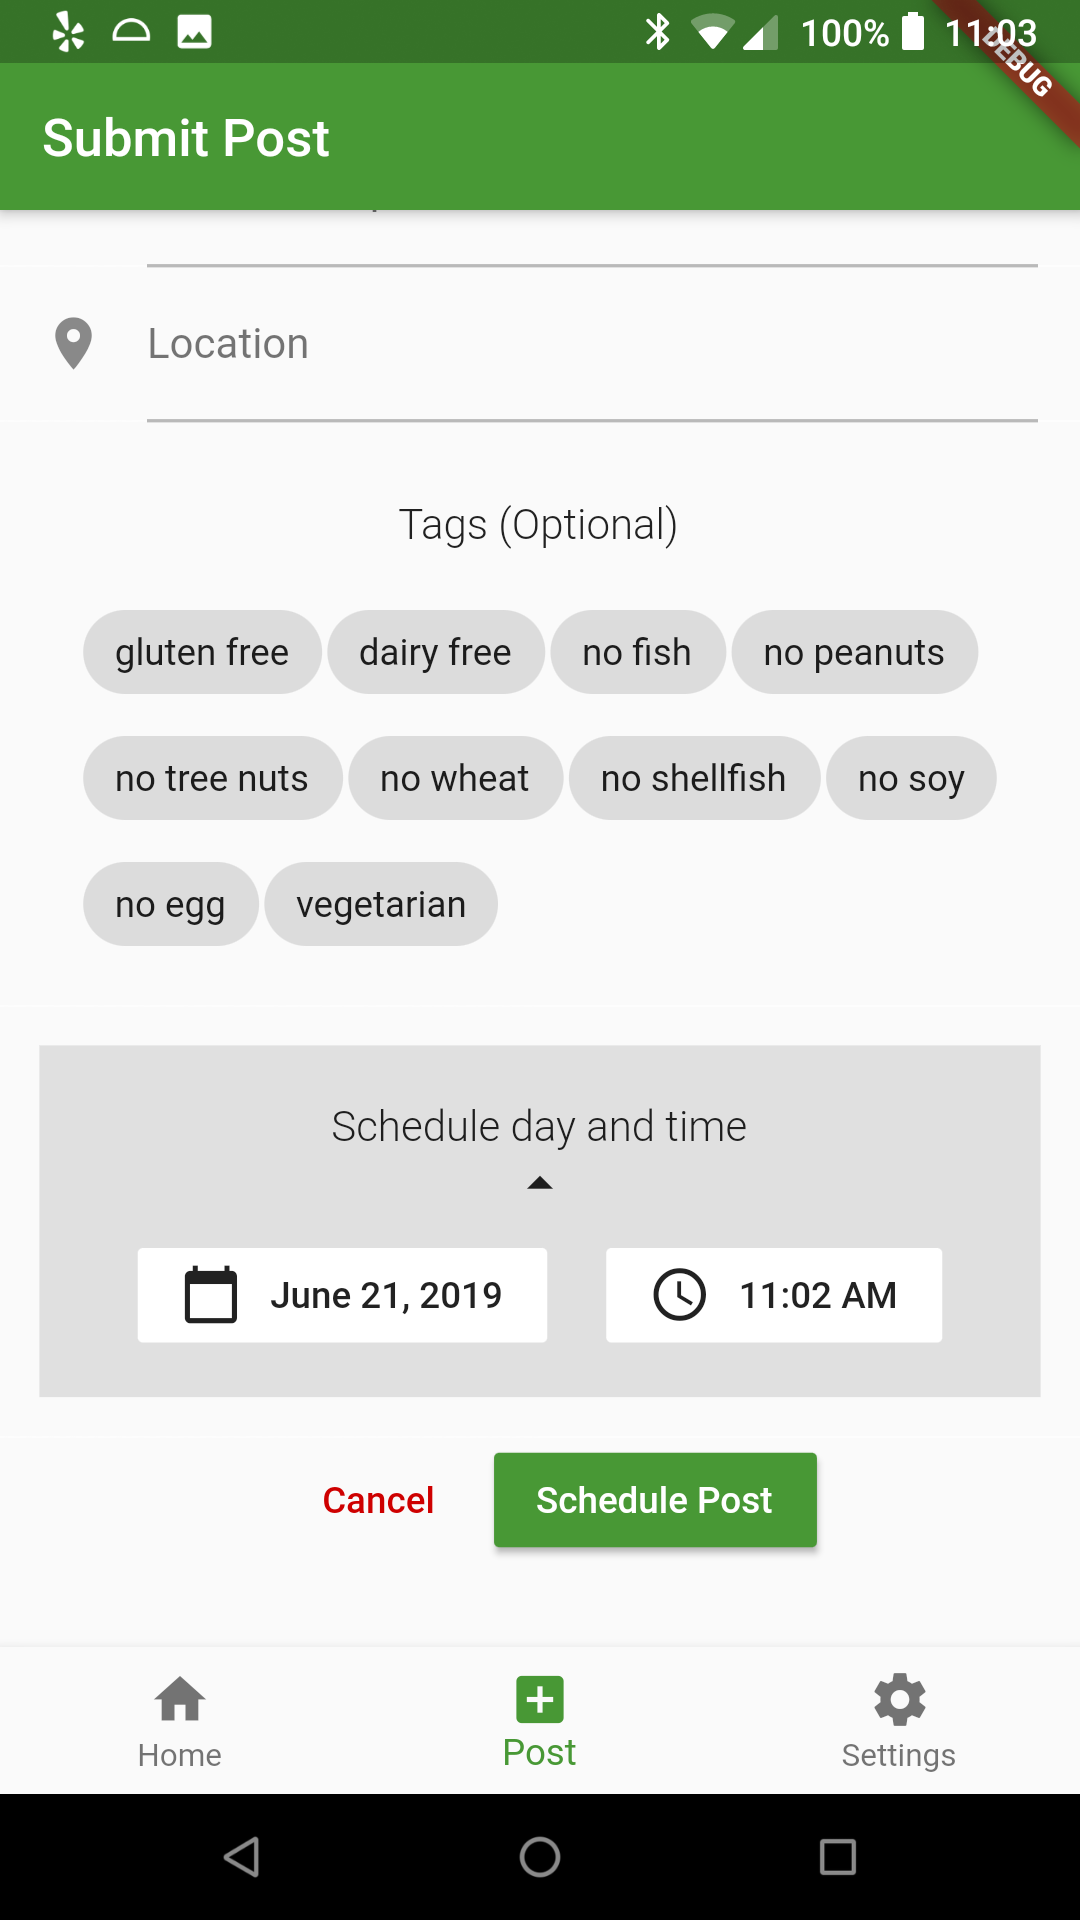 100% 11:03
DEBUG
Submit Post
Location
Tags (Optional)
gluten free dairy free no fish no peanuts
no tree nuts no wheat no shellfish no soy
no egg vegetarian
Schedule day and time
June 21, 2019 11:02 AM
Cancel Schedule Post
Home Post Settings